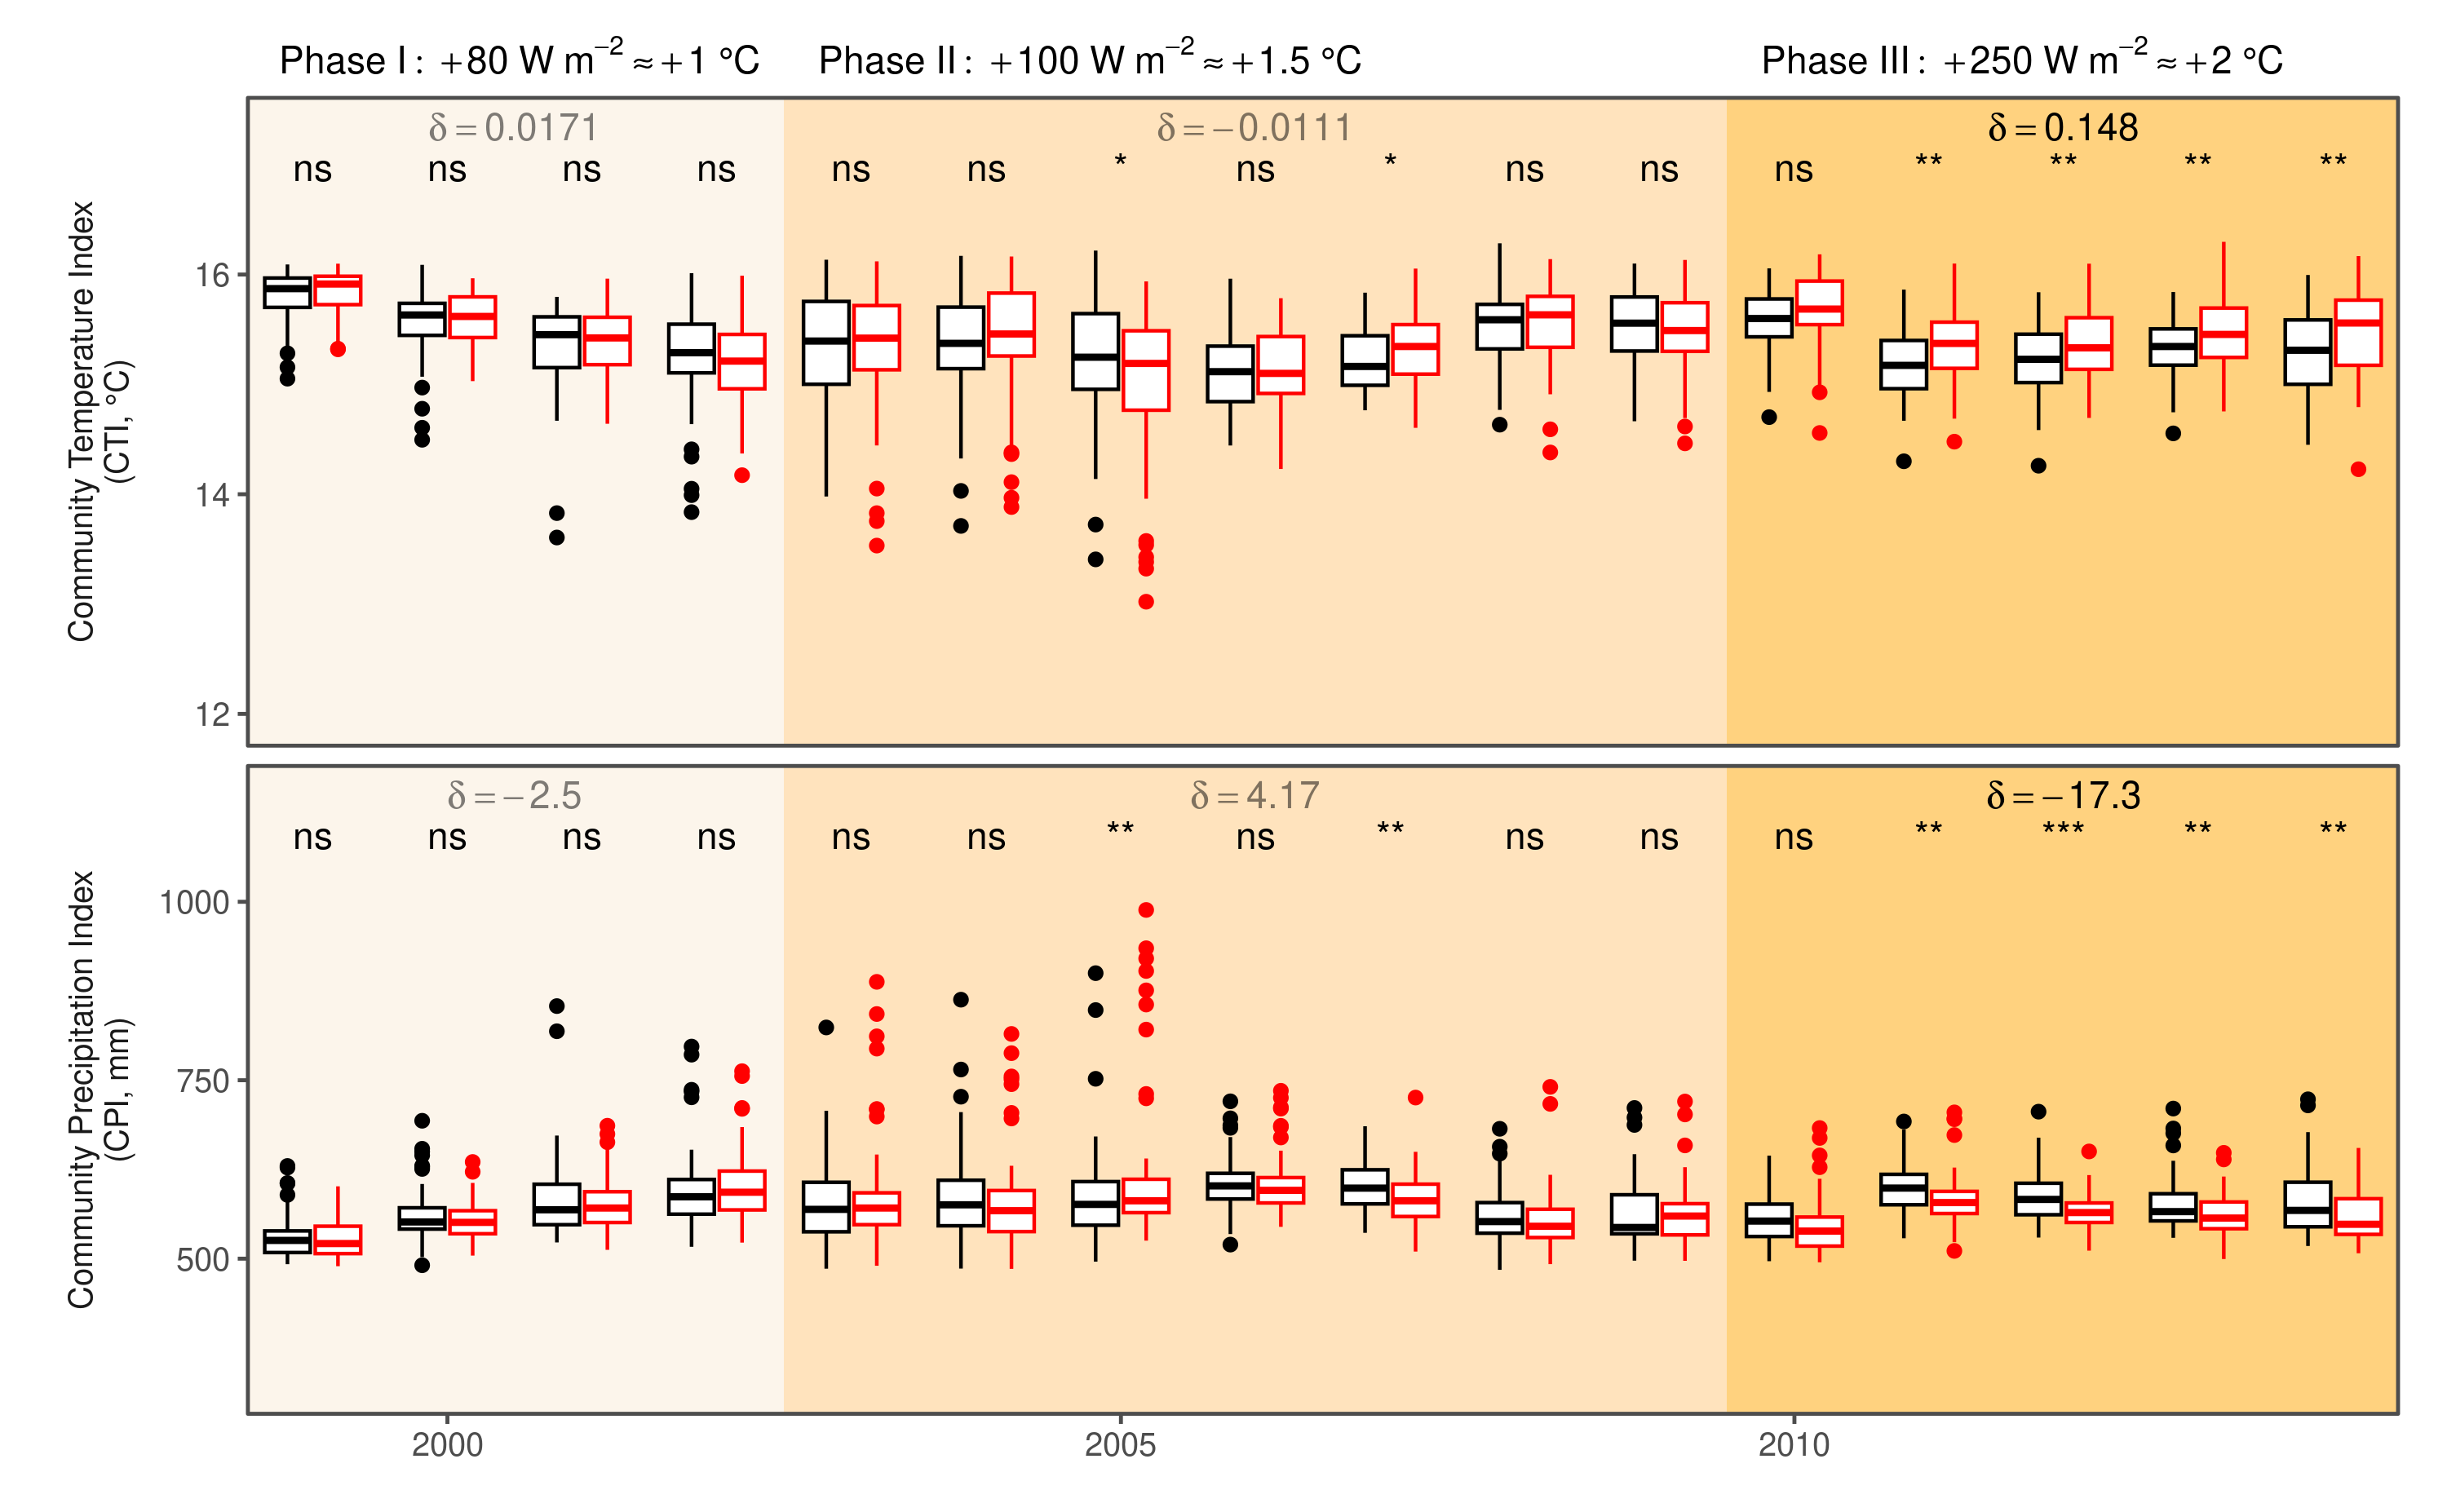 Phase I: +80 W m−2 ≈ +1 °C
Phase II: +100 W m−2 ≈ +1.5 °C
Phase III: +250 W m−2 ≈ +2 °C
δ = 0.0171
δ = −0.0111
δ = 0.148
ns ns ns ns ns ns * ns * ns ns ns ** ** ** **
Community Temperature Index
(CTI, °C)
16
14
12
δ = −2.5
δ = 4.17
δ = −17.3
ns ns ns ns ns ns ** ns ** ns ns ns ** *** ** **
Community Precipitation Index
(CPI, mm)
1000
750
500
2000 2005 2010